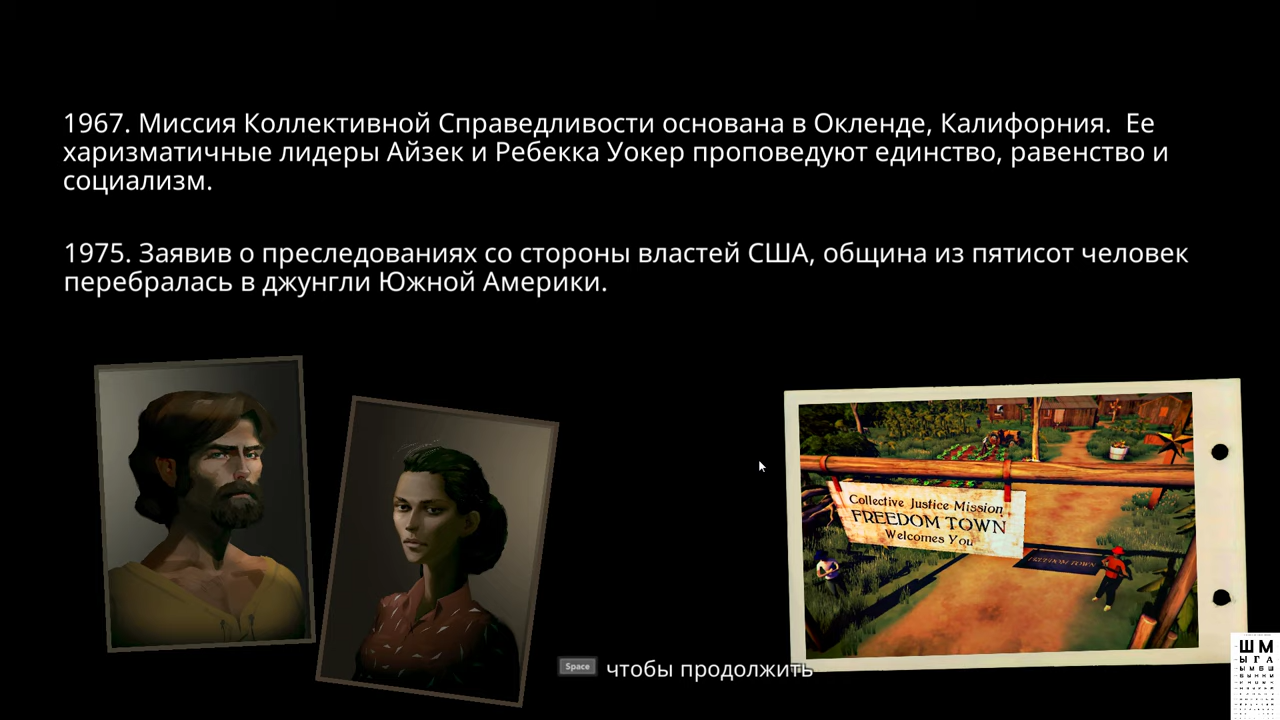 1967. Миссия Коллективной Справедливости основана в Окленде, Калифорния.  Ее
харизматичные лидеры Айзек и Ребекка Уокер проповедуют единство, равенство и
социализм.
1975. Заявив о преследованиях со стороны властей США, община из пятисот человек
перебралась в джунгли Южной Америки.
Collective Justice Mission
FREEDOM TOWN
Welcomes You
FREEDOM TOWN
Space чтобы продолжить
Ш М
Ы Г А
Ы М Б Ш
Б Ы Н К И